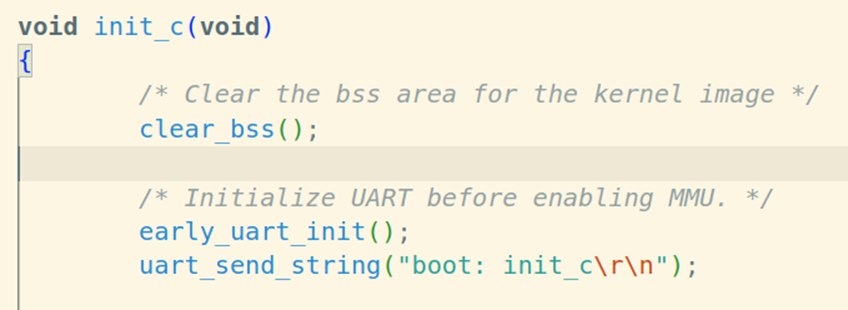 void init_c(void)
{
/* Clear the bss area for the kernel image */
clear_bss();
/* Initialize UART before enabling MMU. */
early_uart_init();
uart_send_string("boot: init_c\r\n");